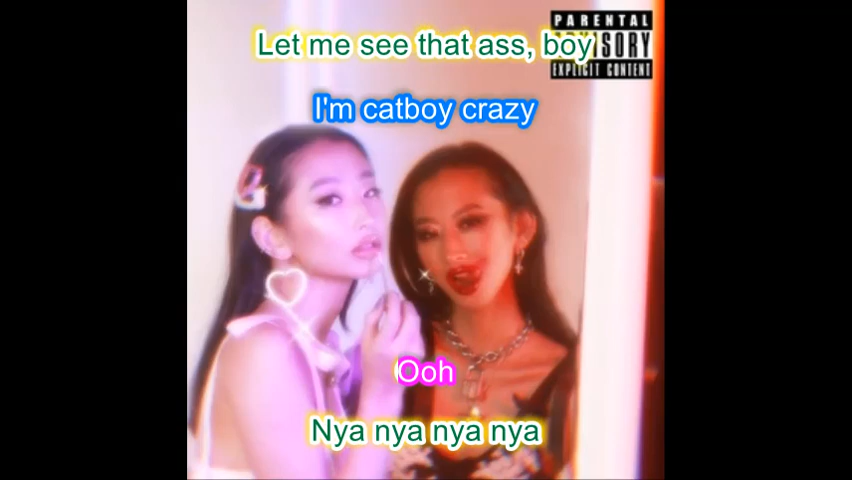 PARENTAL
Let me see that ass, boy
EXPLICIT CONTENT
I'm catboy crazy
Ooh
Nya nya nya nya